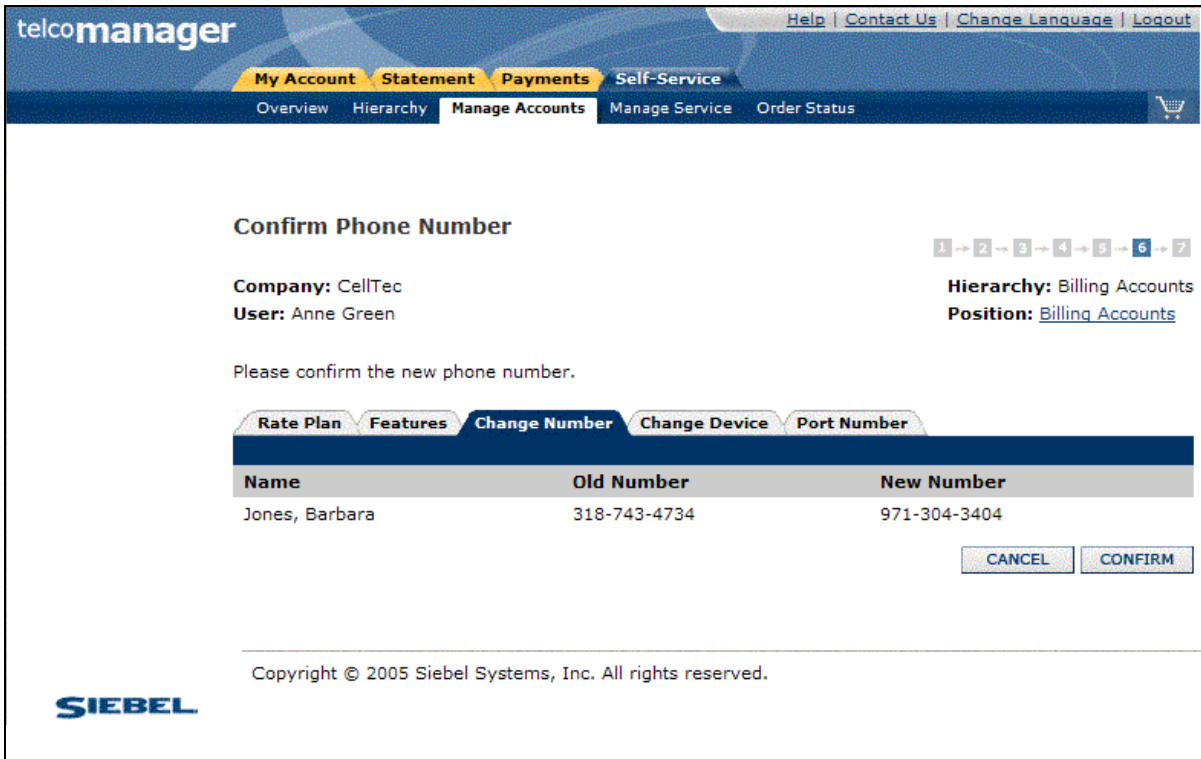 telcomanager
Help | Contact Us | Change Language | Logout
My Account Statement Payments Self-Service
Overview Hierarchy Manage Accounts Manage Service Order Status
Confirm Phone Number
1 2 3 4 5 6 7
Company: CellTec
Hierarchy: Billing Accounts
User: Anne Green
Position: Billing Accounts
Please confirm the new phone number.
Rate Plan Features Change Number Change Device Port Number
Name Old Number New Number
Jones, Barbara 318-743-4734 971-304-3404
CANCEL CONFIRM
Copyright © 2005 Siebel Systems, Inc. All rights reserved.
SIEBEL